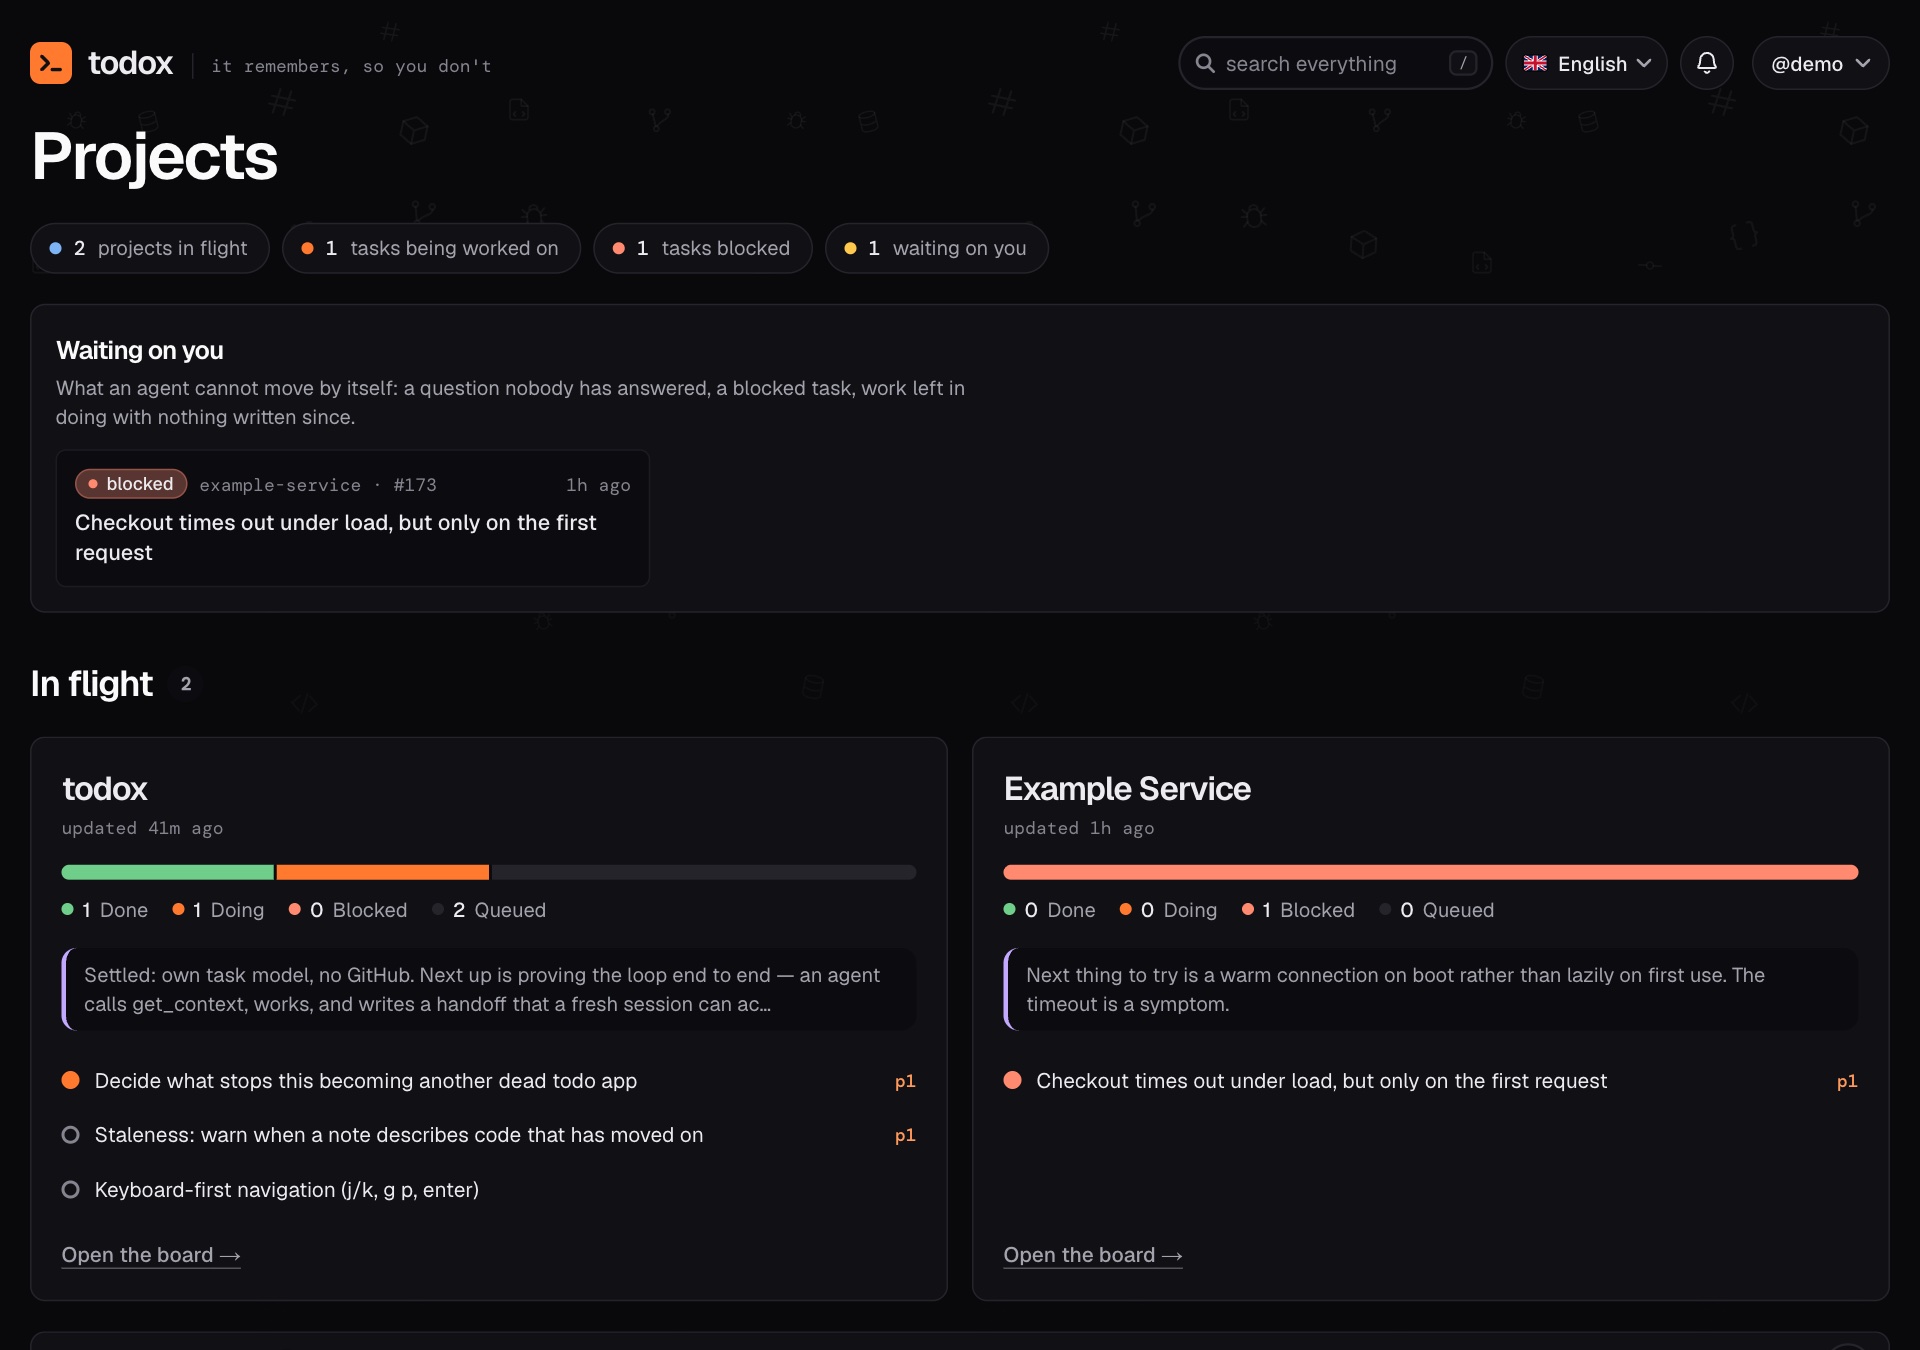 todox
it remembers, so you don't
search everything /
English
@demo
Projects
2 projects in flight
1 tasks being worked on
1 tasks blocked
1 waiting on you
Waiting on you
What an agent cannot move by itself: a question nobody has answered, a blocked task, work left in
doing with nothing written since.
blocked example-service · #173 1h ago
Checkout times out under load, but only on the first
request
In flight 2
todox
updated 41m ago
1 Done 1 Doing 0 Blocked 2 Queued
Settled: own task model, no GitHub. Next up is proving the loop end to end — an agent
calls get_context, works, and writes a handoff that a fresh session can ac…
Decide what stops this becoming another dead todo app p1
Staleness: warn when a note describes code that has moved on p1
Keyboard-first navigation (j/k, g p, enter)
Open the board →
Example Service
updated 1h ago
0 Done 0 Doing 1 Blocked 0 Queued
Next thing to try is a warm connection on boot rather than lazily on first use. The
timeout is a symptom.
Checkout times out under load, but only on the first request p1
Open the board →